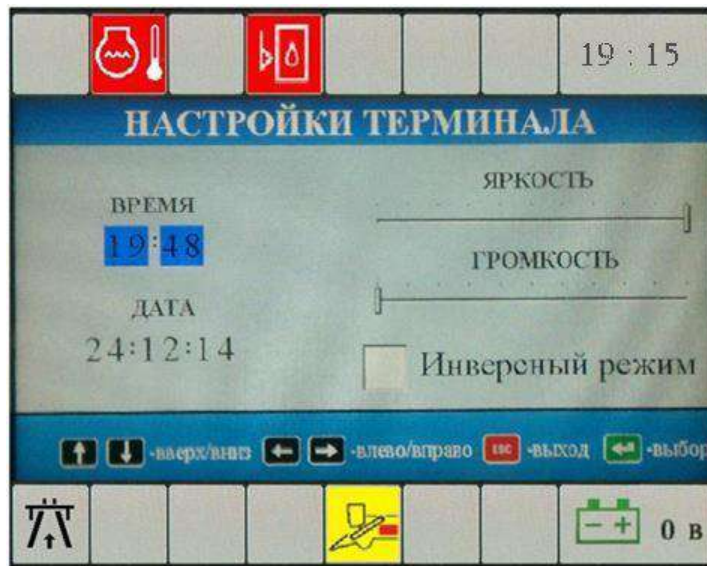 19 : 15
НАСТРОЙКИ ТЕРМИНАЛА
ВРЕМЯ
19:48
ДАТА
24:12:14
ЯРКОСТЬ
ГРОМКОСТЬ
Инверсный режим
-вверх/вниз -влево/вправо ESC -выход -выбор
0 в